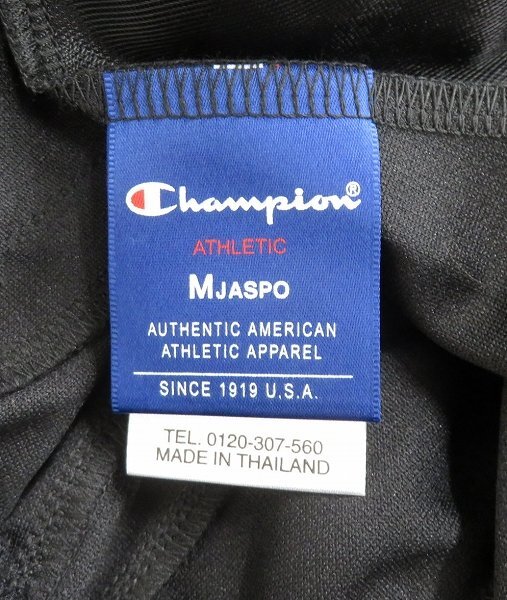 Champion®
ATHLETIC
MJASPO
AUTHENTIC AMERICAN
ATHLETIC APPAREL
SINCE 1919 U.S.A.
TEL. 0120-307-560
MADE IN THAILAND